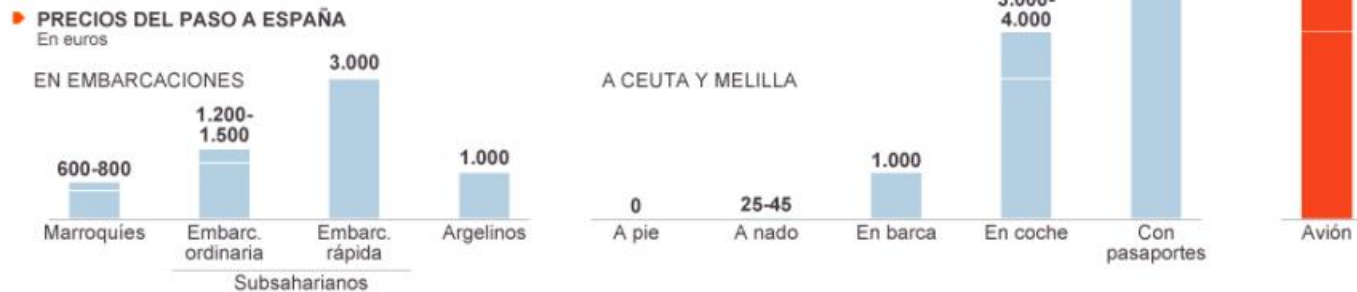 PRECIOS DEL PASO A ESPAÑA
En euros
EN EMBARCACIONES
600-800
1.200-
1.500
3.000
1.000
Marroquíes
Embarc.
ordinaria
Embarc.
rápida
Argelinos
Subsaharianos
A CEUTA Y MELILLA
0
25-45
1.000
3.000-
4.000
A pie
A nado
En barca
En coche
Con
pasaportes
Avión